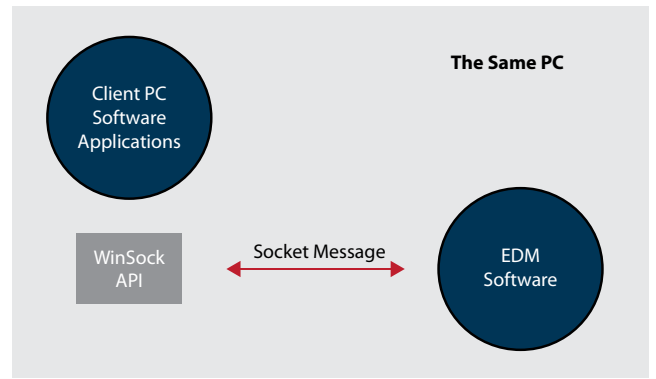 The Same PC
Client PC
Software
Applications
WinSock
API
Socket Message
EDM
Software